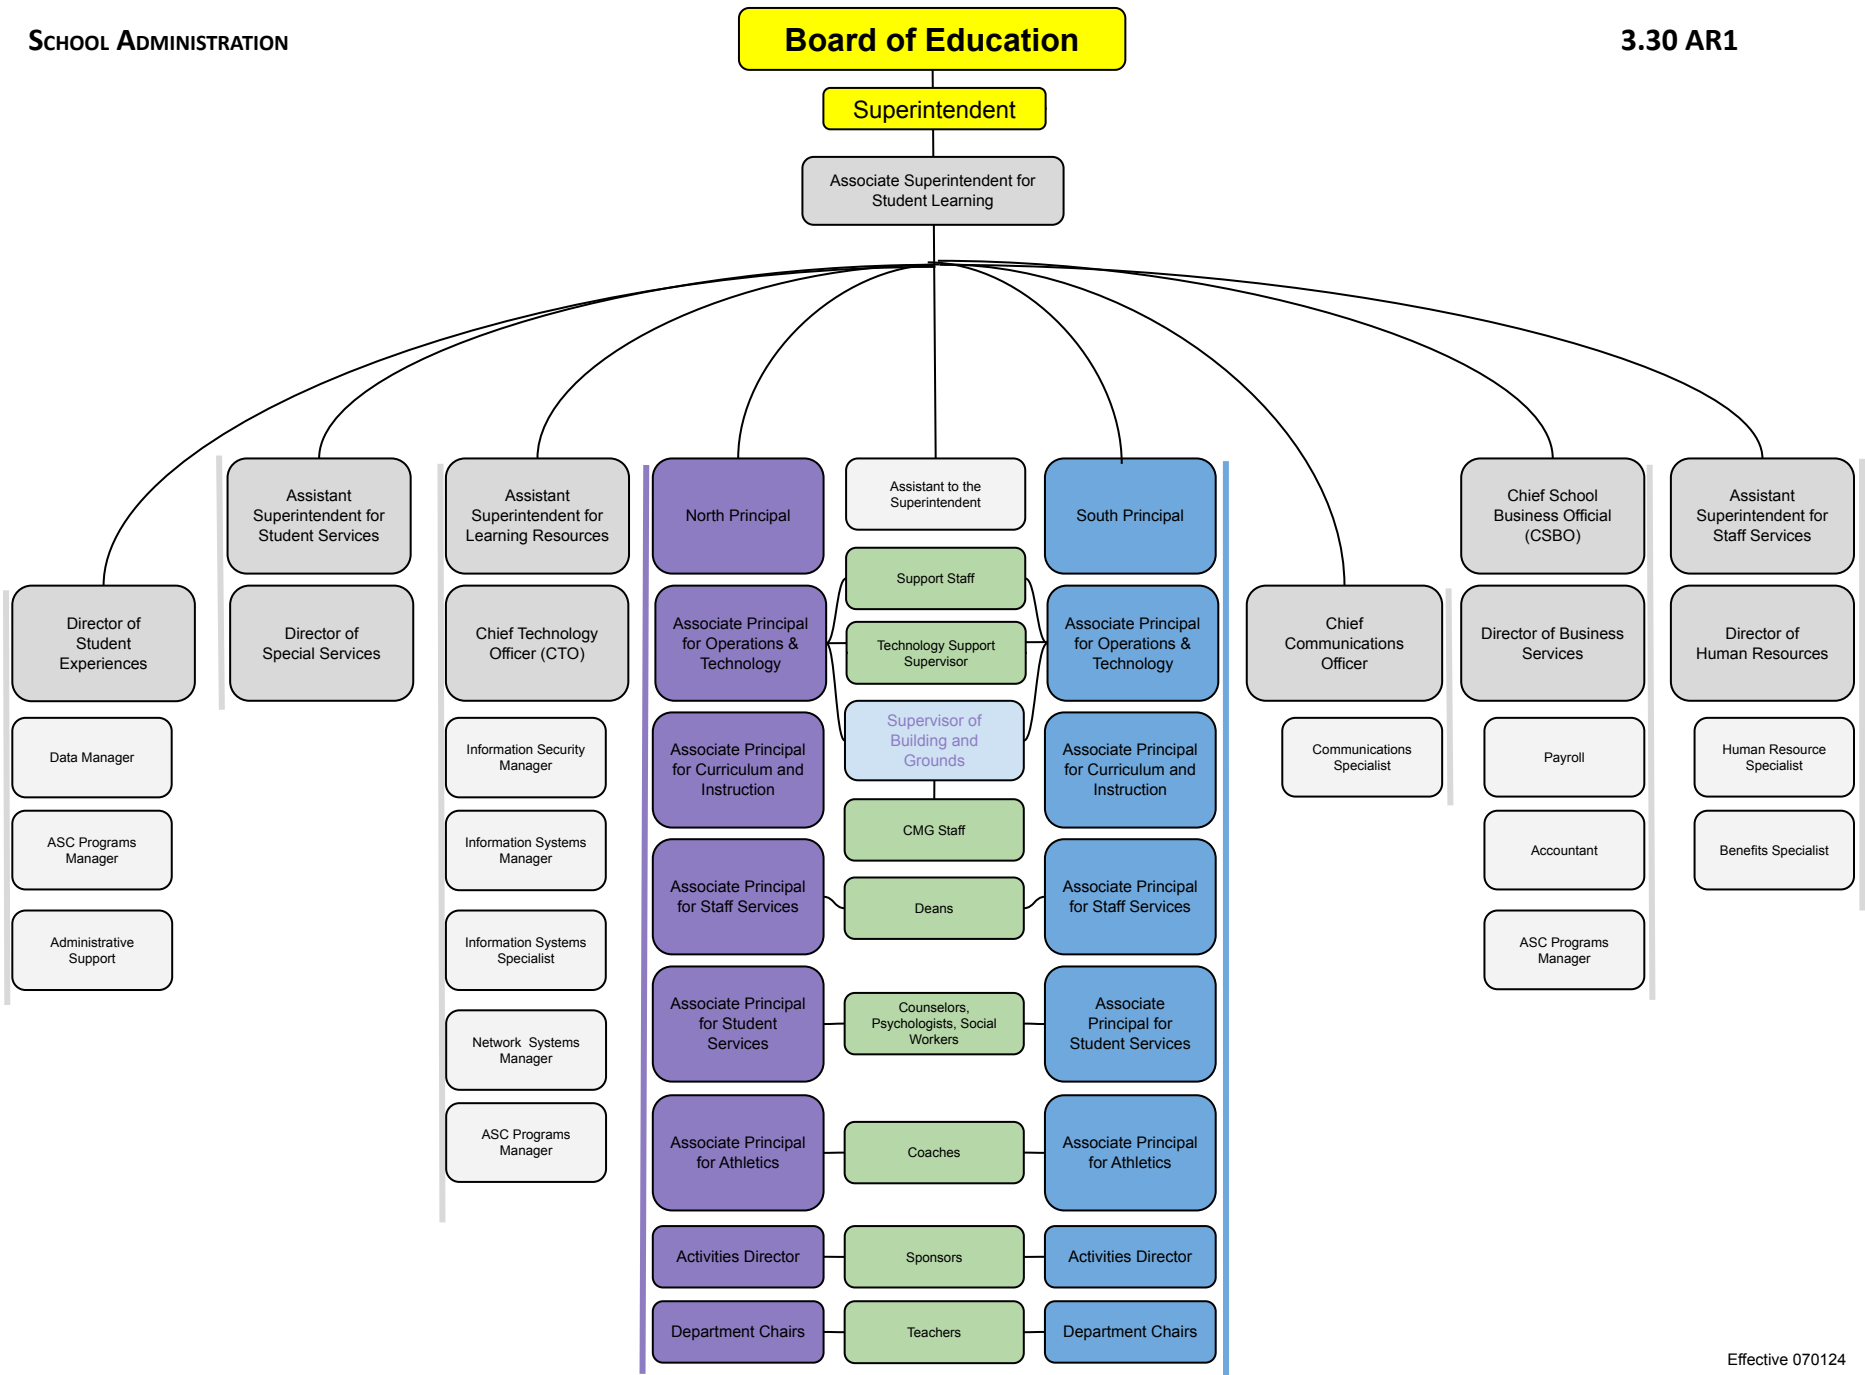 SCHOOL ADMINISTRATION
Board of Education
3.30 AR1
Superintendent
Associate Superintendent for
Student Learning
Director of
Student
Experiences
Data Manager
ASC Programs
Manager
Administrative
Support
Assistant
Superintendent for
Student Services
Director of
Special Services
Assistant
Superintendent for
Learning Resources
Chief Technology
Officer (CTO)
Information Security
Manager
Information Systems
Manager
Information Systems
Specialist
Network Systems
Manager
ASC Programs
Manager
North Principal
Associate Principal
for Operations &
Technology
Associate Principal
for Curriculum and
Instruction
Associate Principal
for Staff Services
Associate Principal
for Student
Services
Associate Principal
for Athletics
Activities Director
Department Chairs
Assistant to the
Superintendent
Support Staff
Technology Support
Supervisor
Supervisor of
Building and
Grounds
CMG Staff
Deans
Counselors,
Psychologists, Social
Workers
Coaches
Sponsors
Teachers
South Principal
Associate Principal
for Operations &
Technology
Associate Principal
for Curriculum and
Instruction
Associate Principal
for Staff Services
Associate
Principal for
Student Services
Associate Principal
for Athletics
Activities Director
Department Chairs
Chief
Communications
Officer
Communications
Specialist
Chief School
Business Official
(CSBO)
Director of Business
Services
Payroll
Accountant
ASC Programs
Manager
Assistant
Superintendent for
Staff Services
Director of
Human Resources
Human Resource
Specialist
Benefits Specialist
Effective 070124